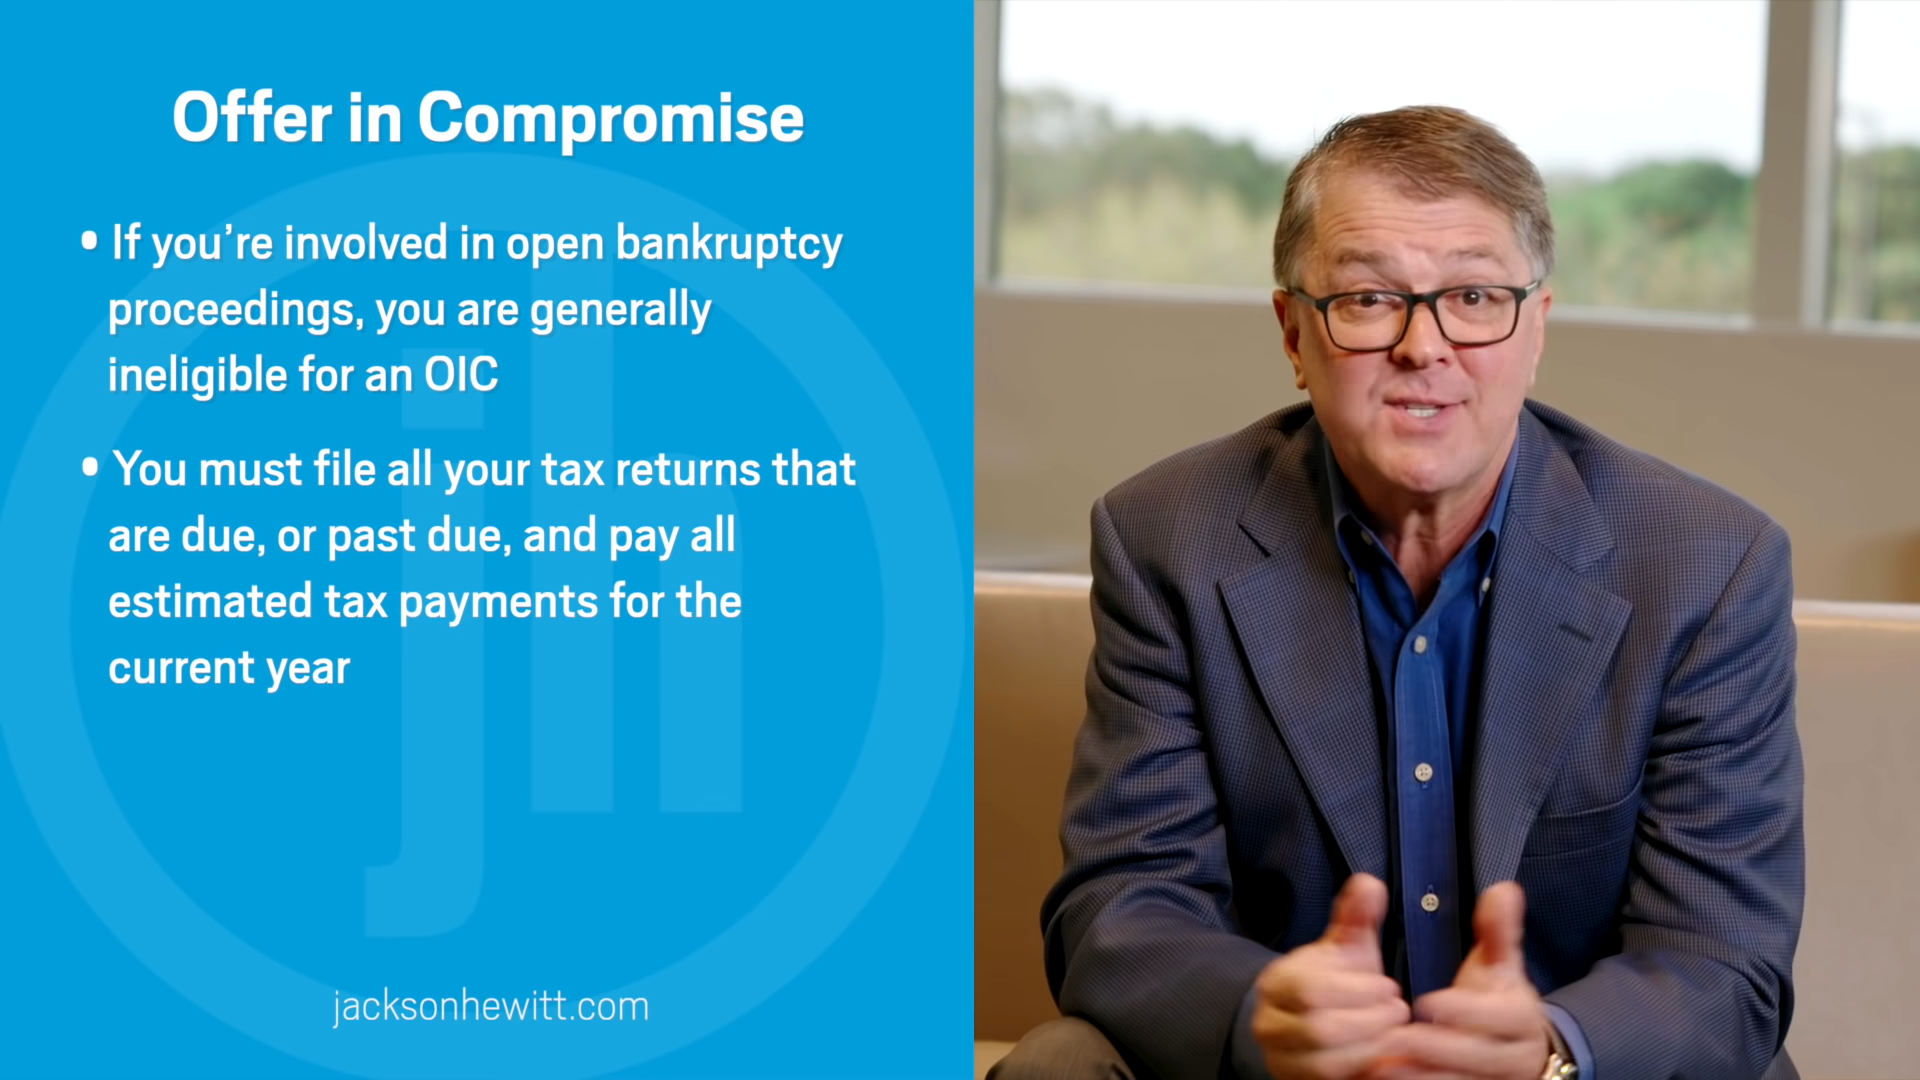 Offer in Compromise
• If you’re involved in open bankruptcy
proceedings, you are generally
ineligible for an OIC
• You must file all your tax returns that
are due, or past due, and pay all
estimated tax payments for the
current year
jh
jacksonhewitt.com